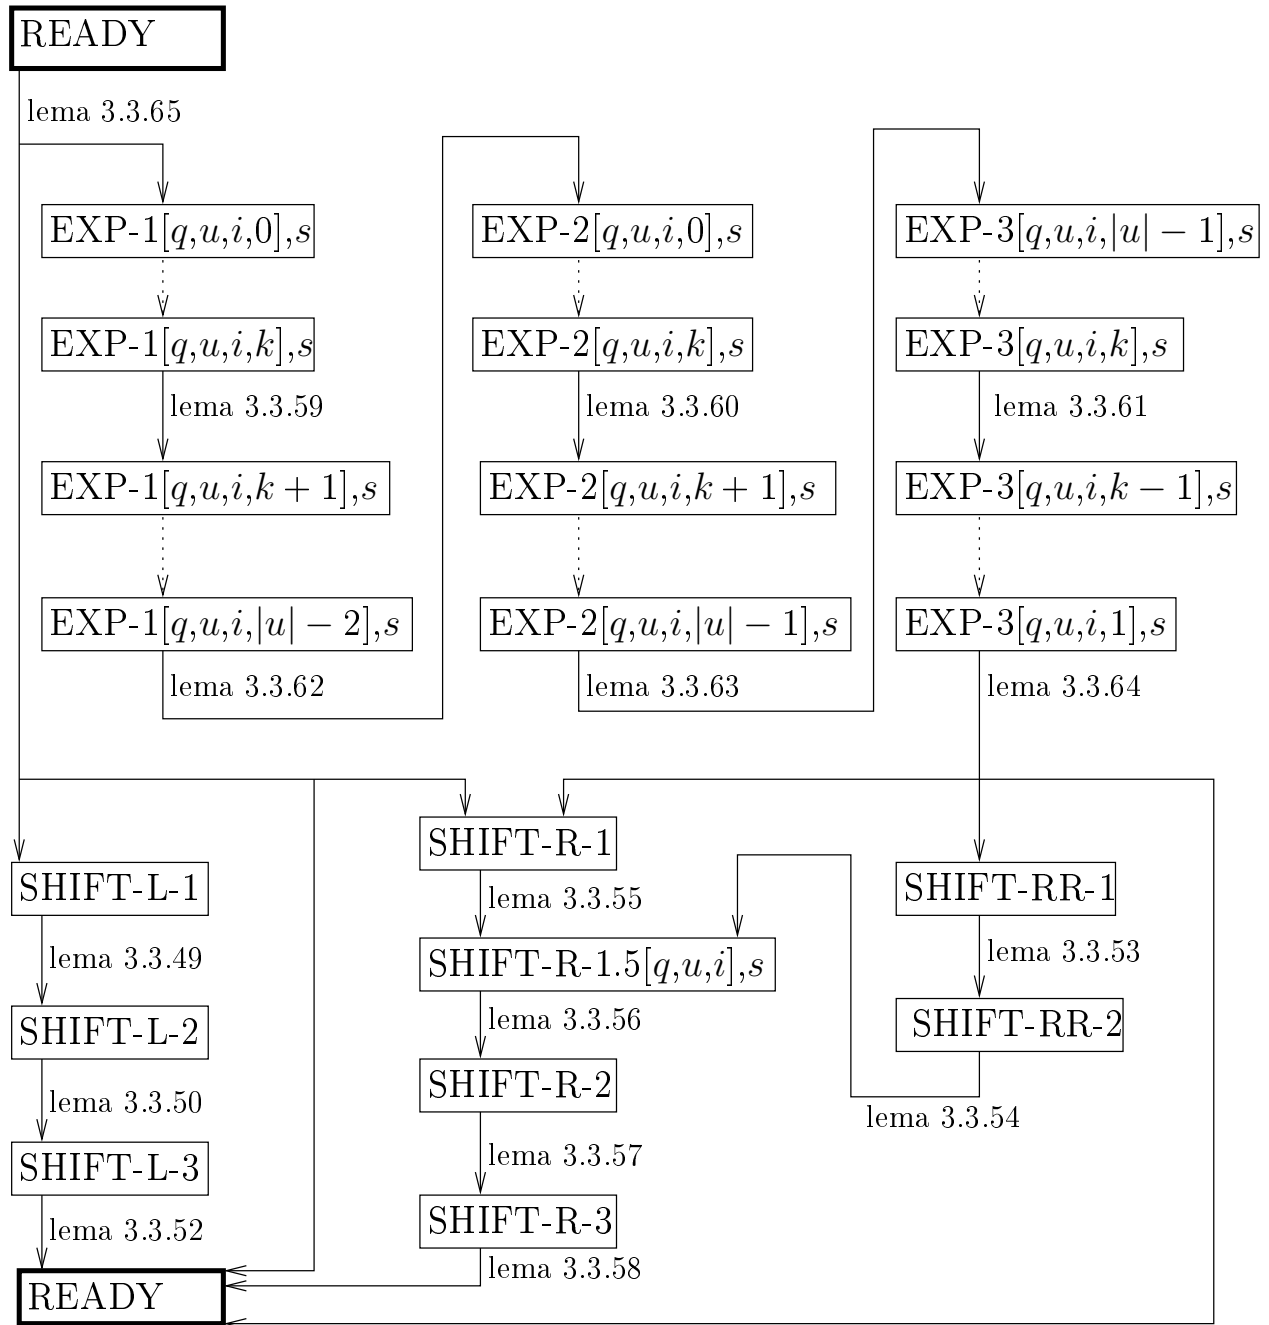 READY
lema 3.3.65
EXP-1[q,u,i,0],s
EXP-2[q,u,i,0],s
EXP-3[q,u,i,|u| − 1],s
EXP-1[q,u,i,k],s
EXP-2[q,u,i,k],s
EXP-3[q,u,i,k],s
lema 3.3.59
lema 3.3.60
lema 3.3.61
EXP-1[q,u,i,k + 1],s
EXP-2[q,u,i,k + 1],s
EXP-3[q,u,i,k − 1],s
EXP-1[q,u,i,|u| − 2],s
EXP-2[q,u,i,|u| − 1],s
EXP-3[q,u,i,1],s
lema 3.3.62
lema 3.3.63
lema 3.3.64
SHIFT-R-1
SHIFT-L-1
SHIFT-RR-1
lema 3.3.55
lema 3.3.49
lema 3.3.53
SHIFT-R-1.5[q,u,i],s
SHIFT-L-2
lema 3.3.56
SHIFT-RR-2
SHIFT-R-2
lema 3.3.50
lema 3.3.54
SHIFT-L-3
lema 3.3.57
lema 3.3.52
SHIFT-R-3
lema 3.3.58
READY